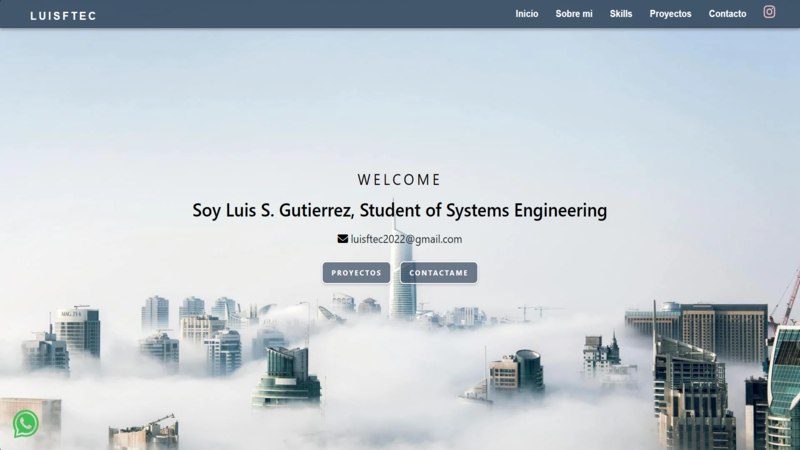 LUISFTEC
Inicio Sobre mi Skills Proyectos Contacto
WELCOME
Soy Luis S. Gutierrez, Student of Systems Engineering
luisftec2022@gmail.com
PROYECTOS CONTACTAME